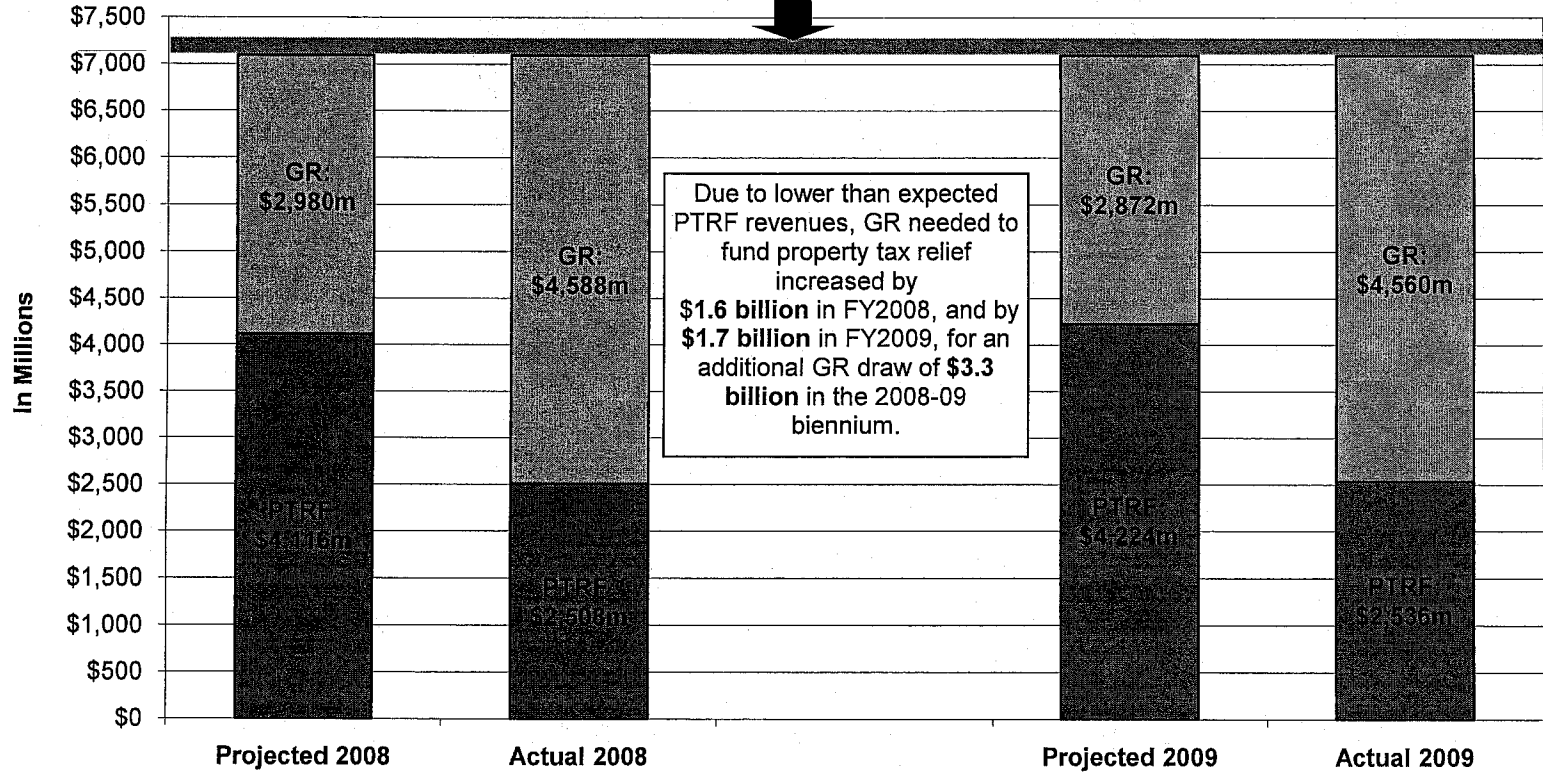 $7,500
$7,000
$6,500
$6,000
$5,500
$5,000
$4,500
$4,000
$3,500
$3,000
$2,500
$2,000
$1,500
$1,000
$500
$0
In Millions
GR:
$2,980m
PTRF:
$4,116m
GR:
$4,588m
PTRF:
$2,508m
Due to lower than expected
PTRF revenues, GR needed to
fund property tax relief
increased by
$1.6 billion in FY2008, and by
$1.7 billion in FY2009, for an
additional GR draw of $3.3
billion in the 2008-09
biennium.
GR:
$2,872m
PTRF:
$4,224m
GR:
$4,560m
PTRF:
$2,536m
Projected 2008
Actual 2008
Projected 2009
Actual 2009